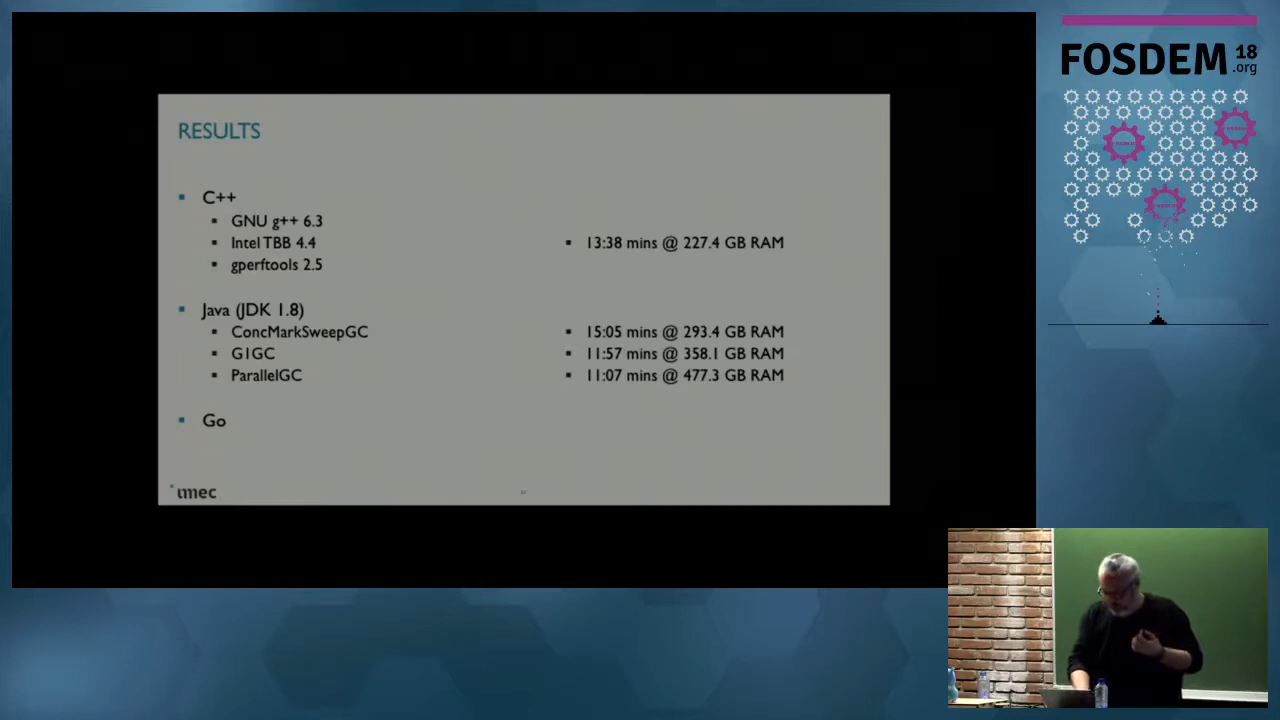 FOSDEM 18
.org
RESULTS
C++
GNU g++ 6.3
Intel TBB 4.4
13:38 mins @ 227.4 GB RAM
gperftools 2.5
Java (JDK 1.8)
ConcMarkSweepGC
15:05 mins @ 293.4 GB RAM
G1GC
11:57 mins @ 358.1 GB RAM
ParallelGC
11:07 mins @ 477.3 GB RAM
Go
imec